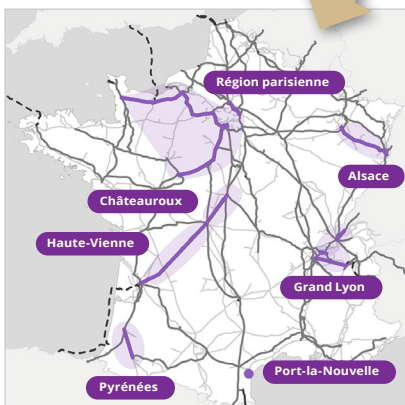 Région parisienne
Alsace
Châteauroux
Haute-Vienne
Grand Lyon
Port-la-Nouvelle
Pyrénées